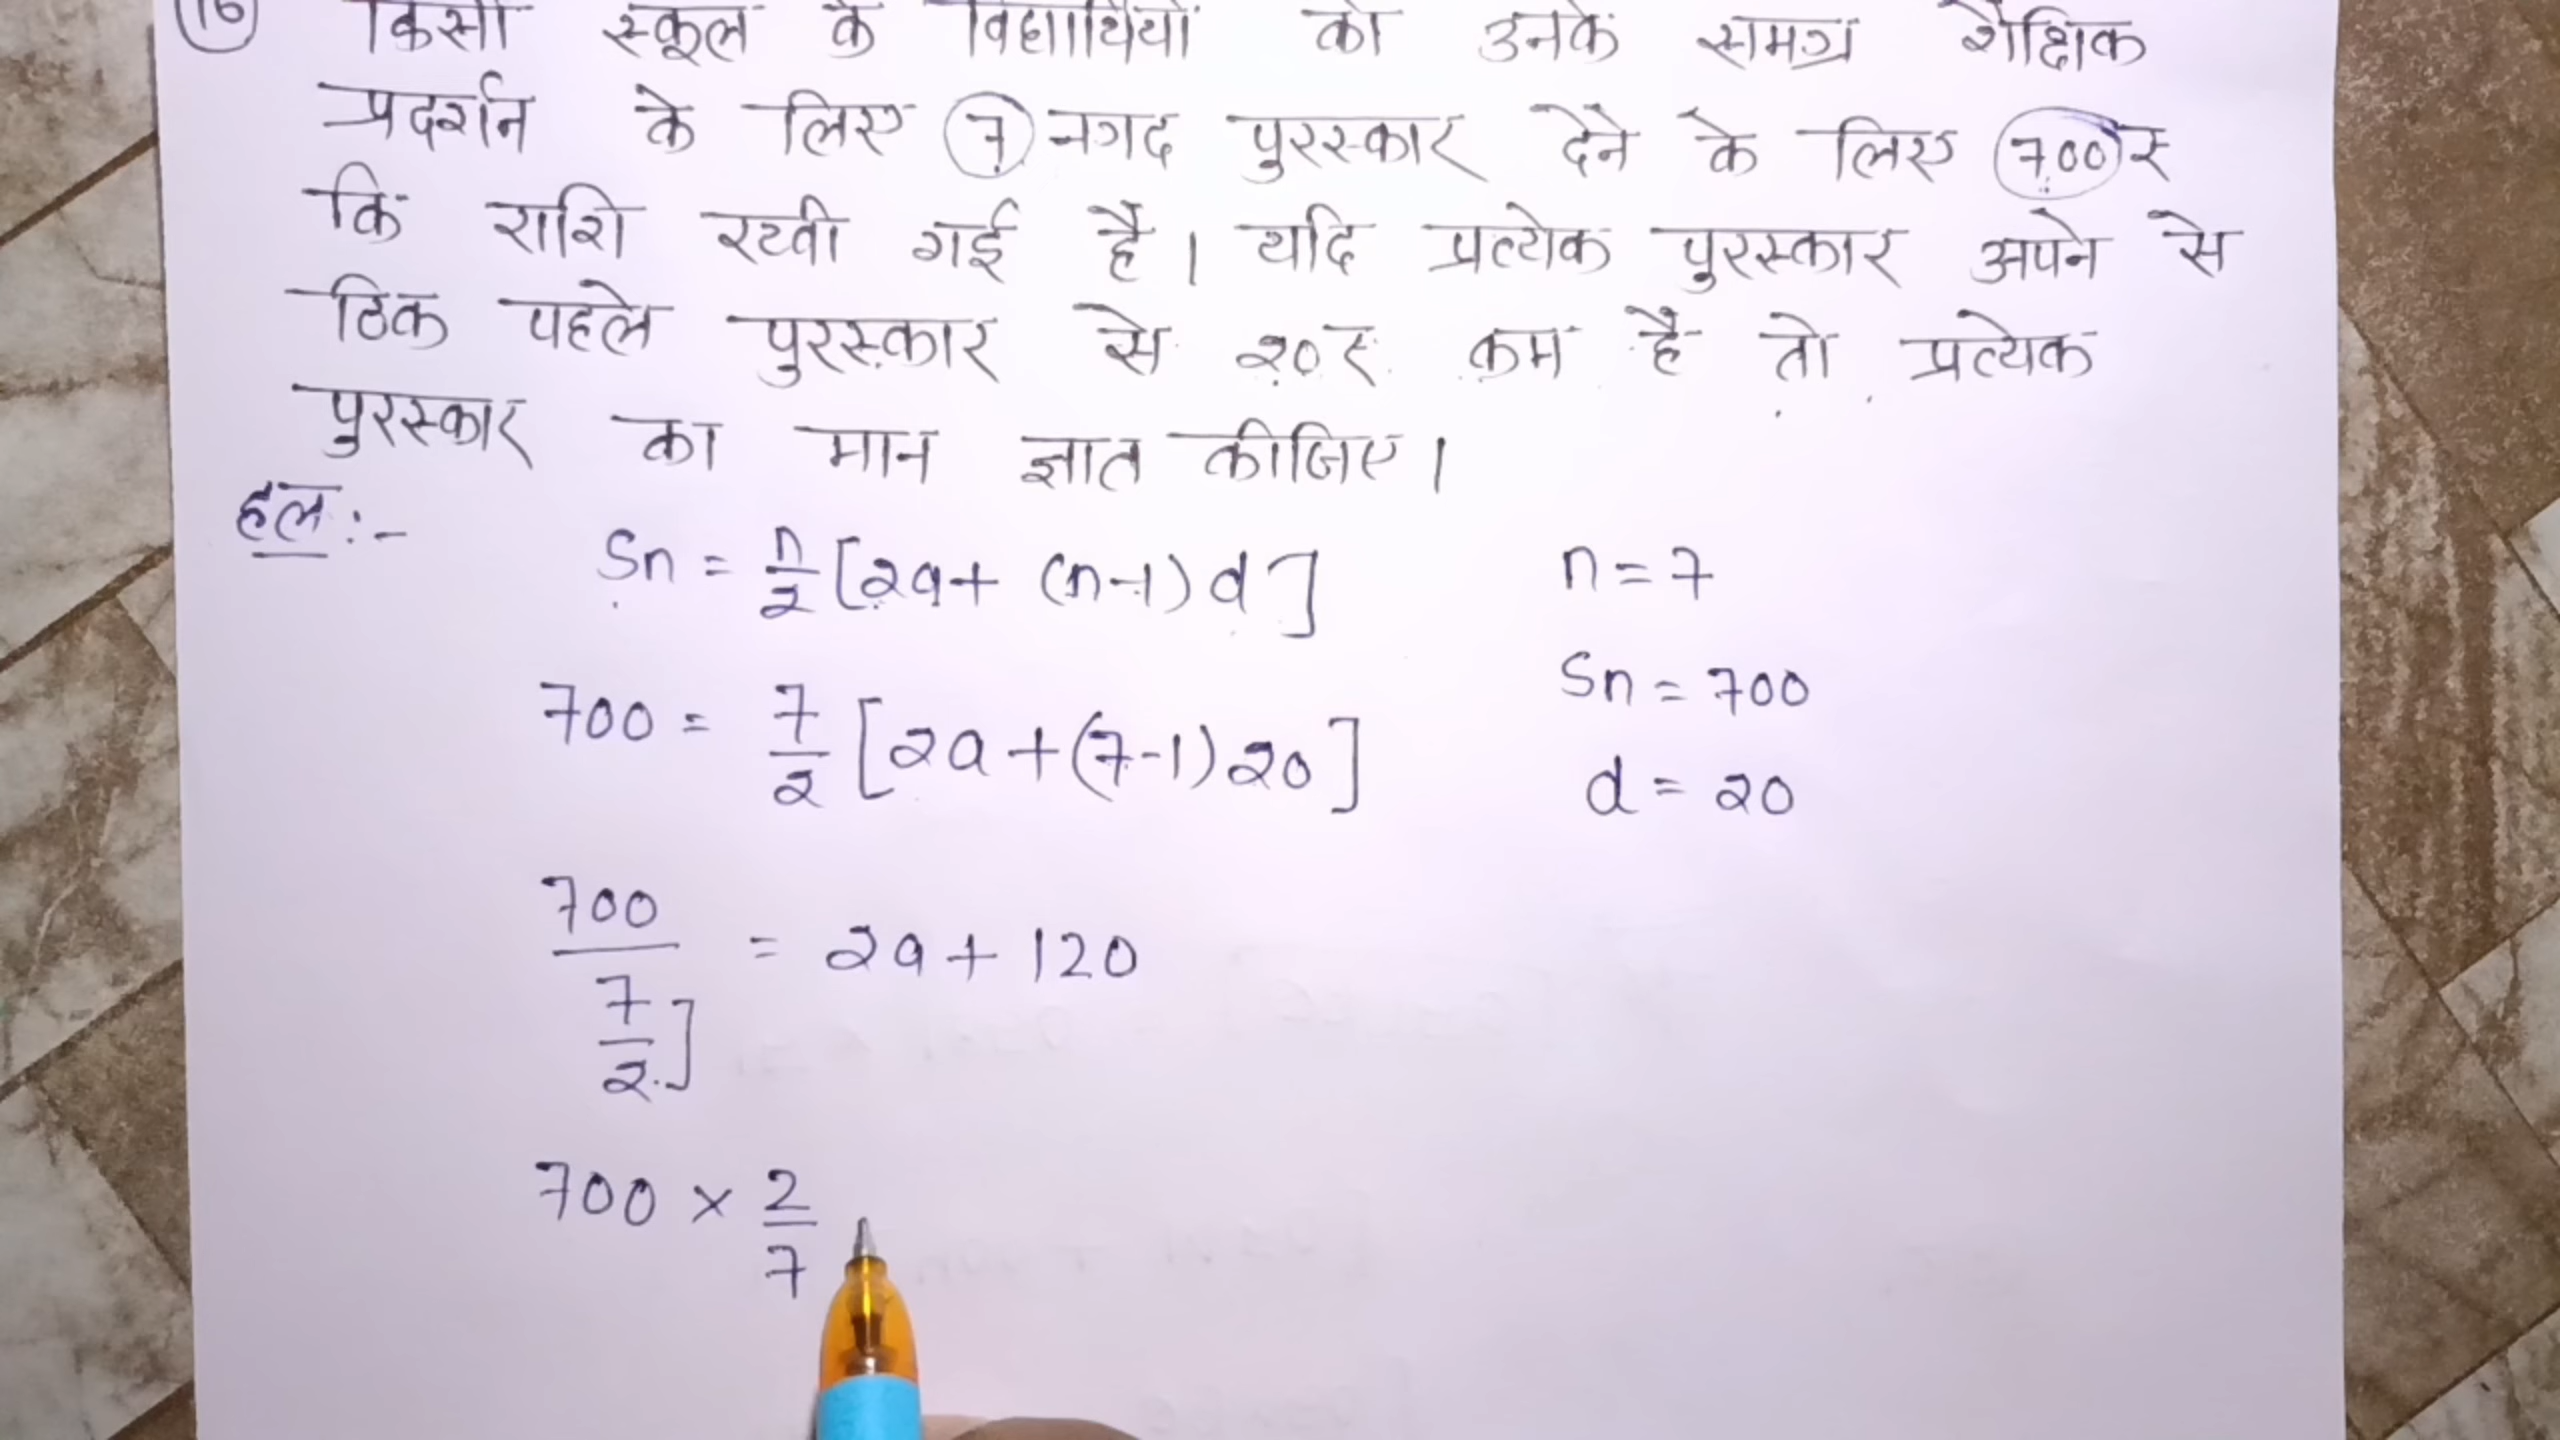 16 किसी स्कूल के विद्यार्थियों को उनके समग्र शैक्षिक
प्रदर्शन के लिए 7 नगद पुरस्कार देने के लिए 700 रु
कि राशि रखी गई है। यदि प्रत्येक पुरस्कार अपने से
ठिक पहले पुरस्कार से 20रु कम है तो प्रत्येक
पुरस्कार का मान ज्ञात कीजिए।
हल :-
Sn = n/2 [2a + (n-1) d]
n = 7
700 = 7/2 [2a + (7-1) 20]
Sn = 700
d = 20
700/(7/2] = 2a + 120
700 × 2/7